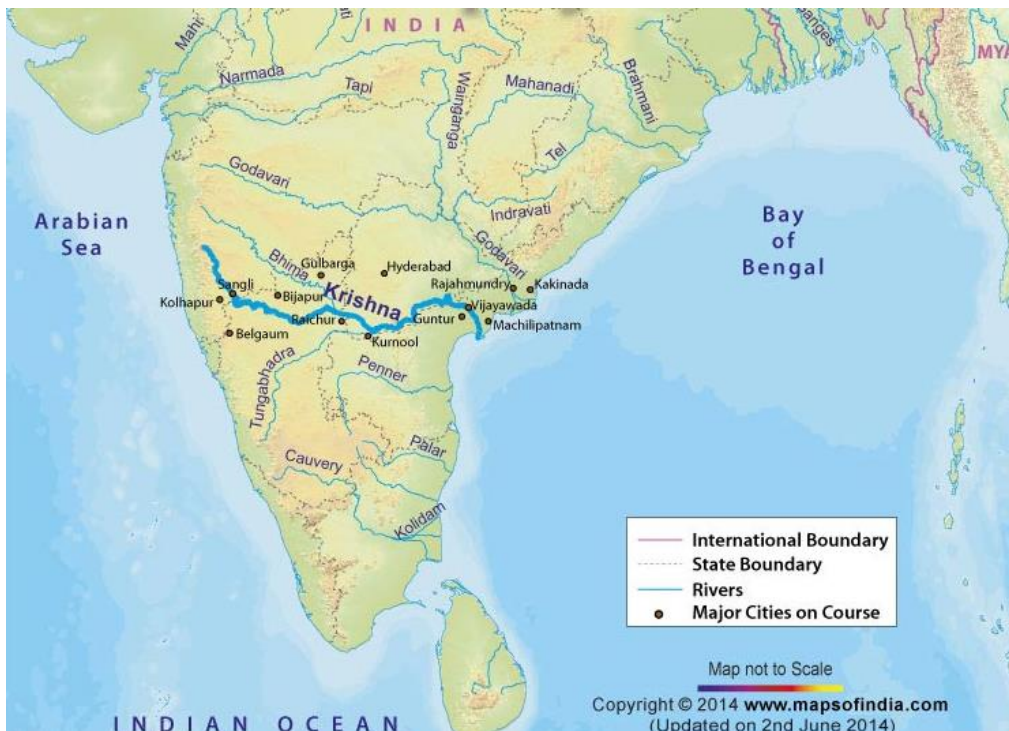 INDIA
Mahi
Narmada
Tapi
Wainganga
Mahanadi
Brahmani
MYA
Tel
Godavari
Indravati
Godavari
Arabian
Sea
Bay
of
Bengal
Bhima
Gulbarga
Hyderabad
Rajahmundry
Kakinada
Sangli
Kolhapur
Bijapur
Krishna
Vijayawada
Raichur
Guntur
Machilipatnam
Belgaum
Kurnool
Tungabhadra
Penner
Palar
Cauvery
Kolidam
International Boundary
State Boundary
Rivers
Major Cities on Course
Map not to Scale
Copyright © 2014 www.mapsofindia.com
(Updated on 2nd June 2014)
INDIAN OCEAN